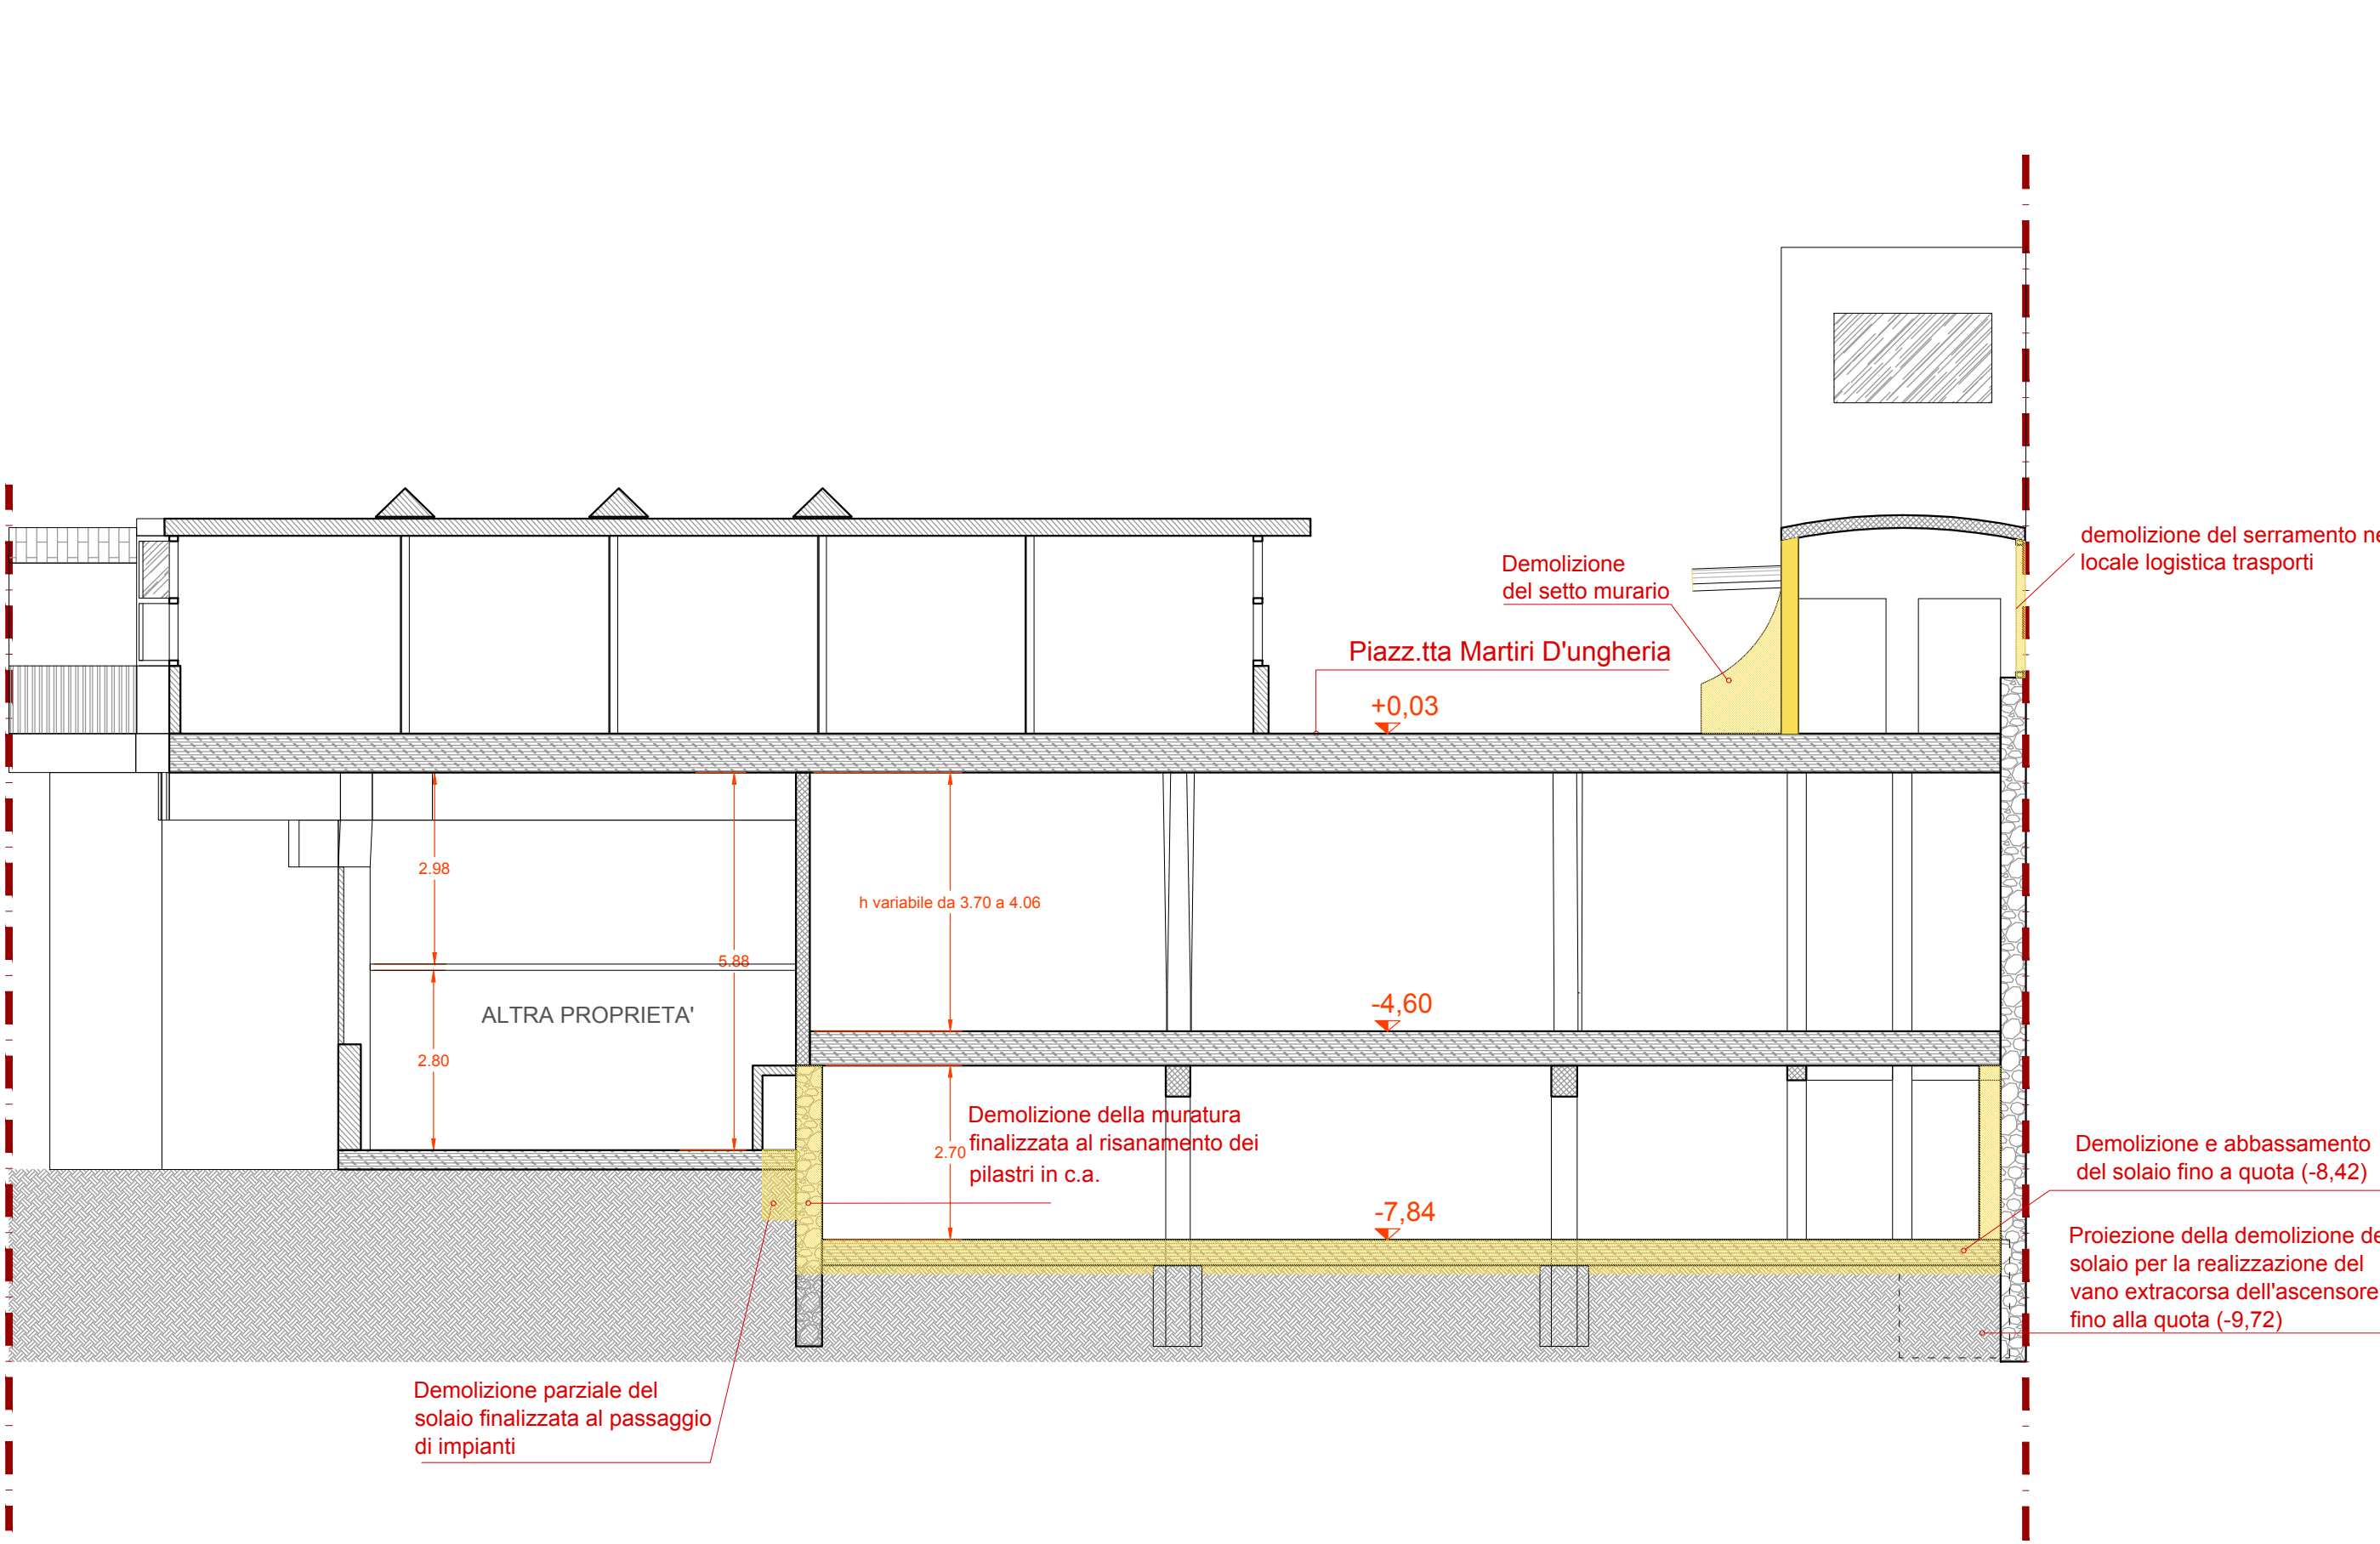 demolizione del serramento ne
locale logistica trasporti
Demolizione
del setto murario
Piazz.tta Martiri D'ungheria
+0,03
2.98
5.88
h variabile da 3.70 a 4.06
-4,60
ALTRA PROPRIETA'
2.80
Demolizione della muratura
finalizzata al risanamento dei
pilastri in c.a.
2.70
-7,84
Demolizione e abbassamento
del solaio fino a quota (-8,42)
Proiezione della demolizione de
solaio per la realizzazione del
vano extracorsa dell'ascensore
fino alla quota (-9,72)
Demolizione parziale del
solaio finalizzata al passaggio
di impianti